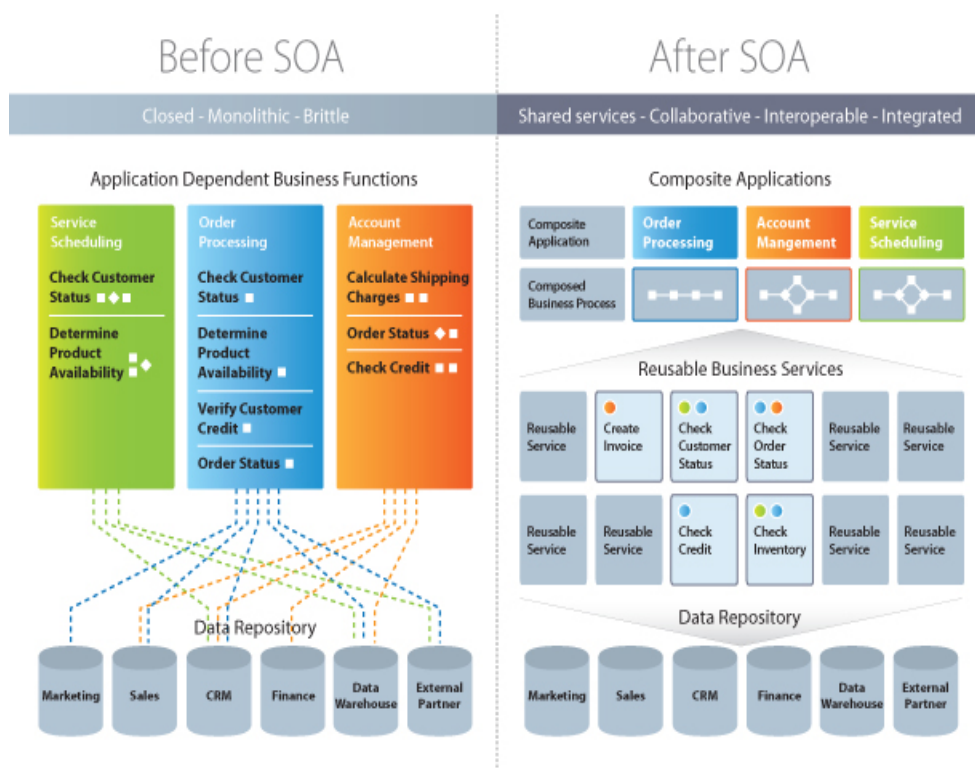 Before SOA
After SOA
Closed - Monolithic - Brittle
Shared services - Collaborative - Interoperable - Integrated
Application Dependent Business Functions
Service
Scheduling
Check Customer
Status
Determine
Product
Availability
Order
Processing
Check Customer
Status
Determine
Product
Availability
Verify Customer
Credit
Order Status
Account
Management
Calculate Shipping
Charges
Order Status
Check Credit
Data Repository
Marketing
Sales
CRM
Finance
Data
Warehouse
External
Partner
Composite Applications
Composite
Application
Order
Processing
Account
Mangement
Service
Scheduling
Composed
Business Process
Reusable Business Services
Reusable
Service
Create
Invoice
Check
Customer
Status
Check
Order
Status
Reusable
Service
Reusable
Service
Reusable
Service
Reusable
Service
Check
Credit
Check
Inventory
Reusable
Service
Reusable
Service
Data Repository
Marketing
Sales
CRM
Finance
Data
Warehouse
External
Partner